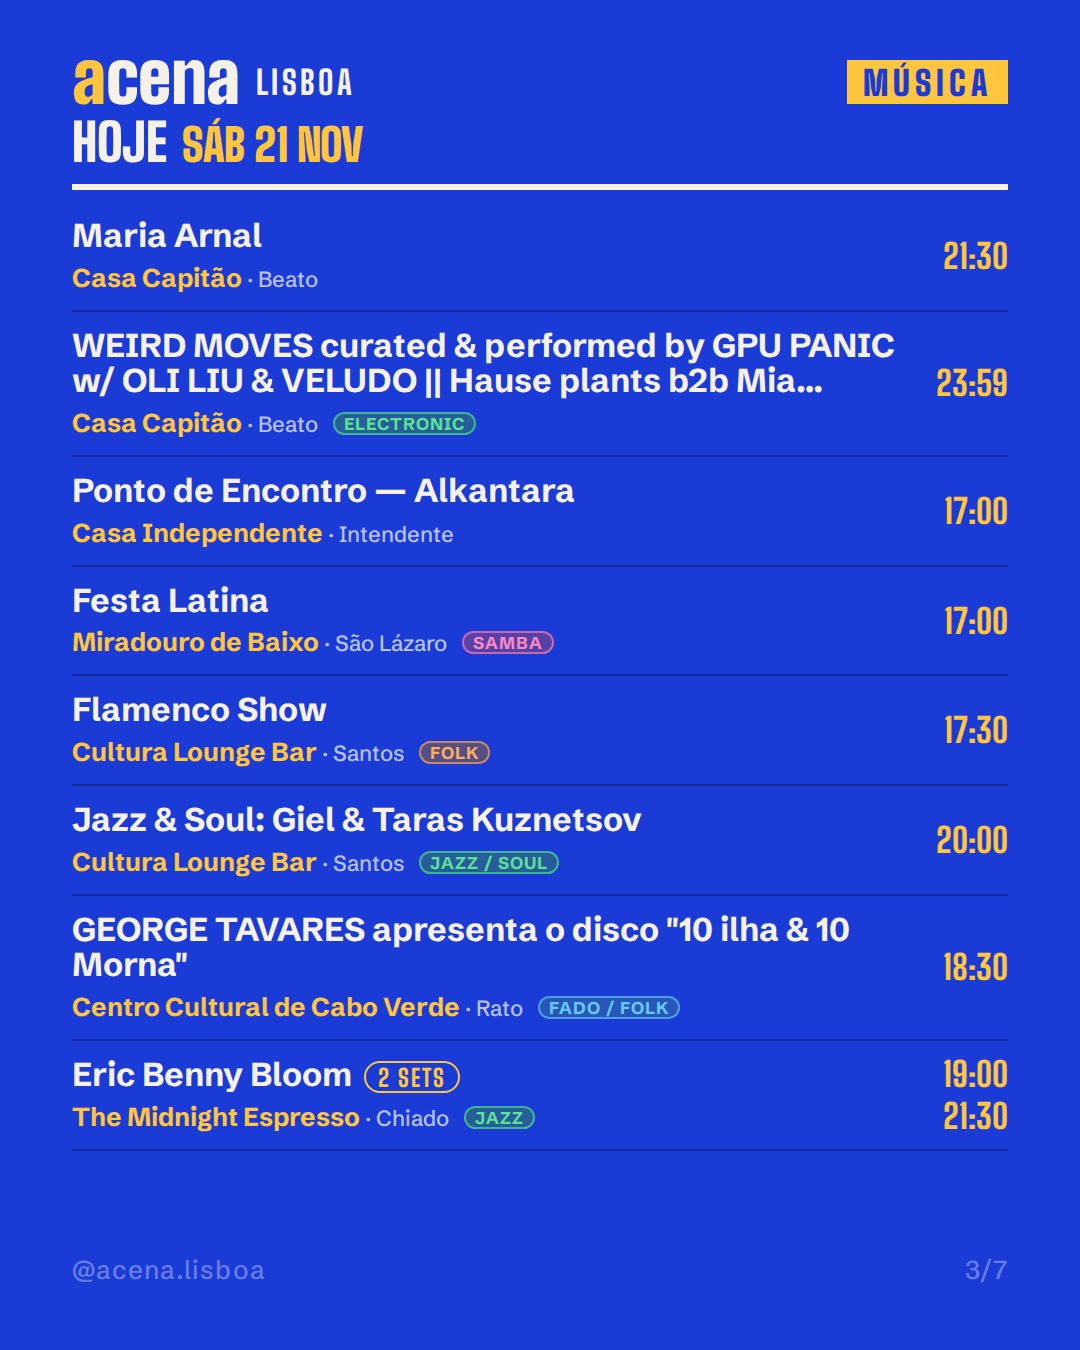 acena LISBOA
MÚSICA
HOJE SÁB 21 NOV
Maria Arnal
Casa Capitão · Beato
21:30
WEIRD MOVES curated & performed by GPU PANIC
w/ OLI LIU & VELUDO || Hause plants b2b Mia...
Casa Capitão · Beato ELECTRONIC
23:59
Ponto de Encontro — Alkantara
Casa Independente · Intendente
17:00
Festa Latina
Miradouro de Baixo · São Lázaro SAMBA
17:00
Flamenco Show
Cultura Lounge Bar · Santos FOLK
17:30
Jazz & Soul: Giel & Taras Kuznetsov
Cultura Lounge Bar · Santos JAZZ / SOUL
20:00
GEORGE TAVARES apresenta o disco "10 ilha & 10
Morna"
Centro Cultural de Cabo Verde · Rato FADO / FOLK
18:30
Eric Benny Bloom 2 SETS
The Midnight Espresso · Chiado JAZZ
19:00
21:30
@acena.lisboa
3/7